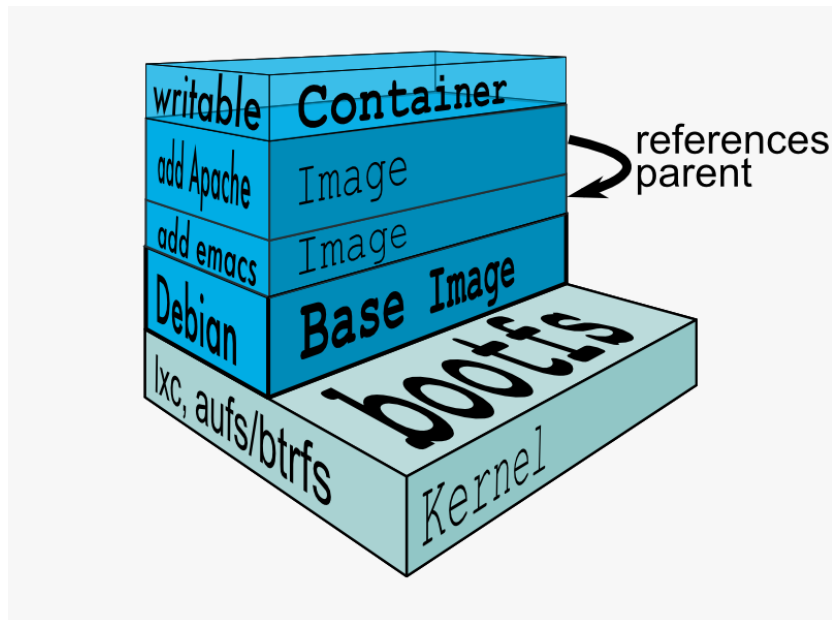 writable Container
add Apache Image
references
parent
add emacs Image
Debian Base Image
bootfs
lxc, aufs/btrfs
Kernel